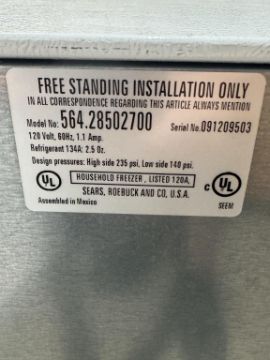 FREE STANDING INSTALLATION ONLY
IN ALL CORRESPONDENCE REGARDING THIS ARTICLE ALWAYS MENTION
Model No: 564.28502700 Serial No. 091209503
120 Volt, 60Hz, 1.1 Amp.
Refrigerant 134A: 2.5 Oz.
Design pressures: High side 235 psi, Low side 140 psi.
UL HOUSEHOLD FREEZER, LISTED 120A, C UL
SEARS, ROEBUCK AND CO, U.S.A.
Assembled in Mexico SEEM